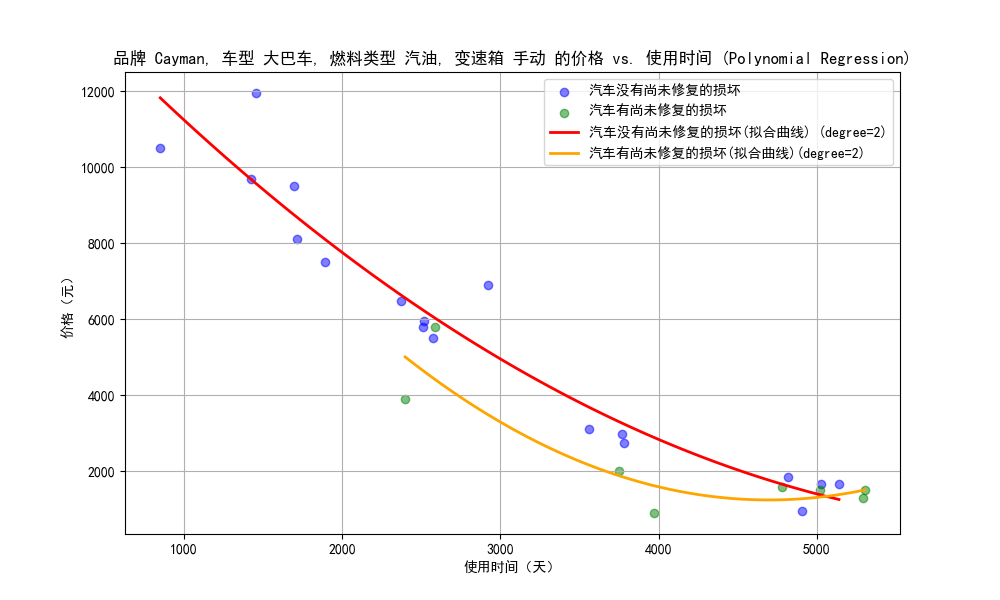 品牌 Cayman, 车型 大巴车, 燃料类型 汽油, 变速箱 手动 的价格 vs. 使用时间 (Polynomial Regression)
汽车没有尚未修复的损坏
汽车有尚未修复的损坏
汽车没有尚未修复的损坏(拟合曲线) (degree=2)
汽车有尚未修复的损坏(拟合曲线)(degree=2)
价格（元）
12000
10000
8000
6000
4000
2000
1000 2000 3000 4000 5000
使用时间（天）